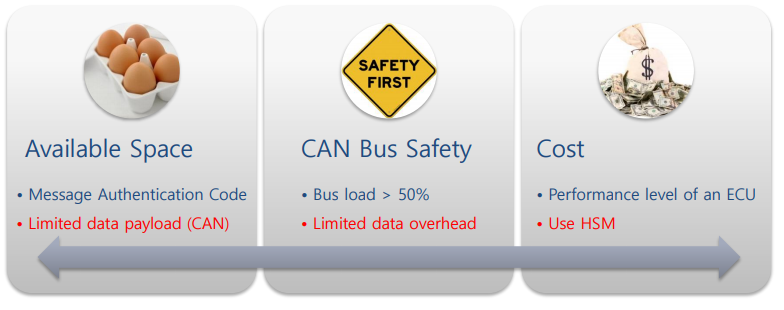 SAFETY
FIRST
$
Available Space
• Message Authentication Code
• Limited data payload (CAN)
CAN Bus Safety
• Bus load > 50%
• Limited data overhead
Cost
• Performance level of an ECU
• Use HSM